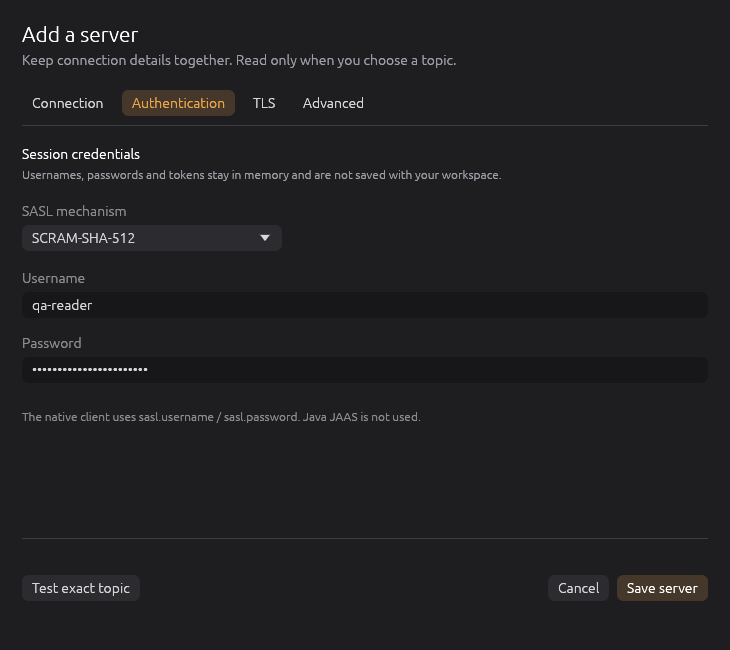 Add a server
Keep connection details together. Read only when you choose a topic.
Connection Authentication TLS Advanced
Session credentials
Usernames, passwords and tokens stay in memory and are not saved with your workspace.
SASL mechanism
SCRAM-SHA-512
Username
qa-reader
Password
•••••••••••••••••••••••
The native client uses sasl.username / sasl.password. Java JAAS is not used.
Test exact topic Cancel Save server